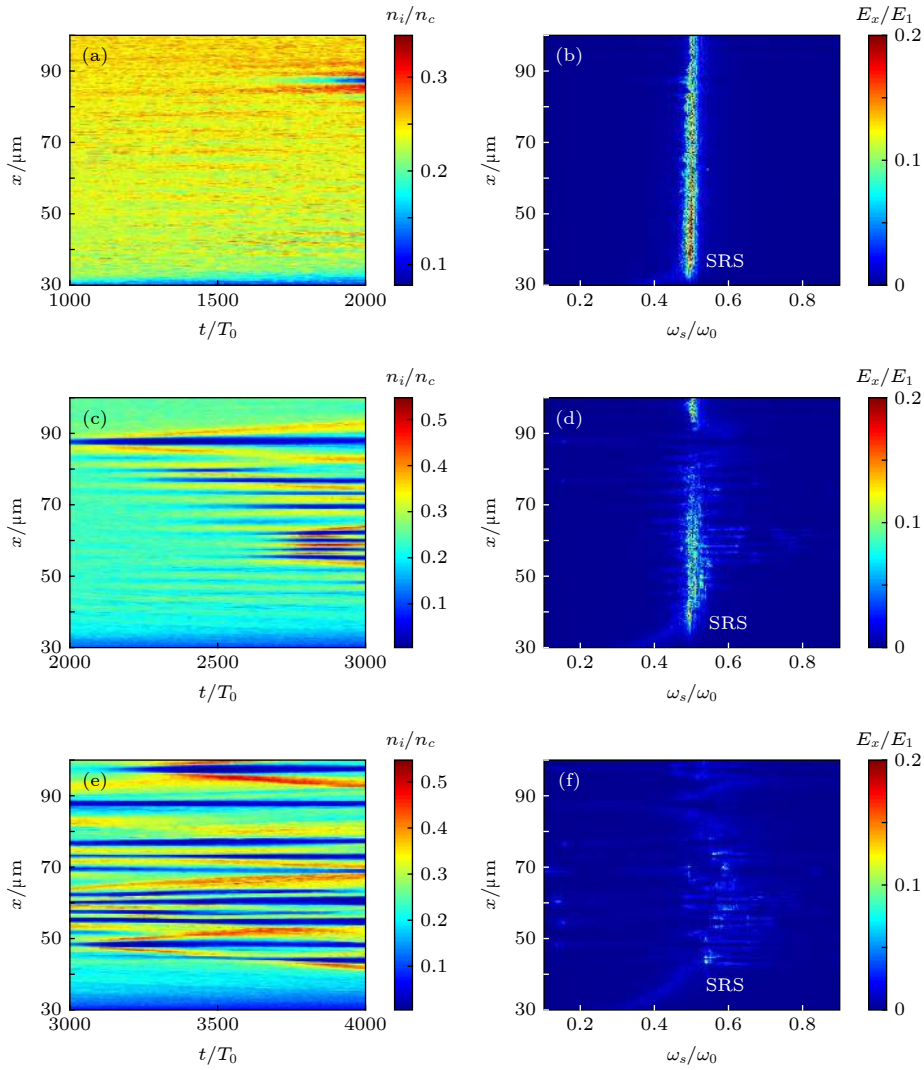 n_i/n_c E_x/E_1
(a) (b)
90 0.3 90 0.2
70 70
x/μm 0.2 x/μm 0.1
50 50
0.1 SRS
30 30 0
1000 1500 2000 0.2 0.4 0.6 0.8
t/T_0 ω_s/ω_0
n_i/n_c E_x/E_1
(c) (d)
90 0.5 90 0.2
0.4
70 70
x/μm 0.3 x/μm 0.1
50 0.2 50
0.1 SRS
30 30 0
2000 2500 3000 0.2 0.4 0.6 0.8
t/T_0 ω_s/ω_0
n_i/n_c E_x/E_1
(e) (f)
90 0.5 90 0.2
0.4
70 70
x/μm 0.3 x/μm 0.1
50 0.2 50
0.1 SRS
30 30 0
3000 3500 4000 0.2 0.4 0.6 0.8
t/T_0 ω_s/ω_0